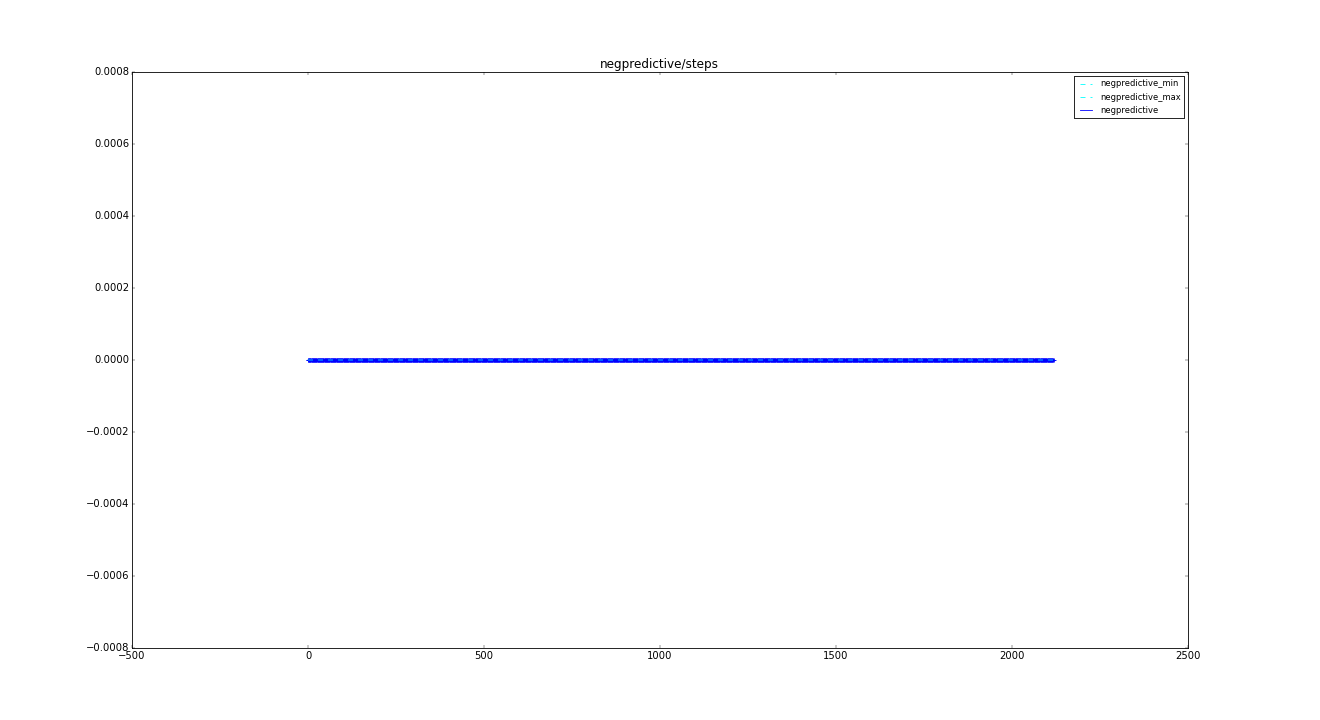 negpredictive/steps
negpredictive_min
negpredictive_max
negpredictive
0.0008
0.0006
0.0004
0.0002
0.0000
−0.0002
−0.0004
−0.0006
−0.0008
−500 0 500 1000 1500 2000 2500